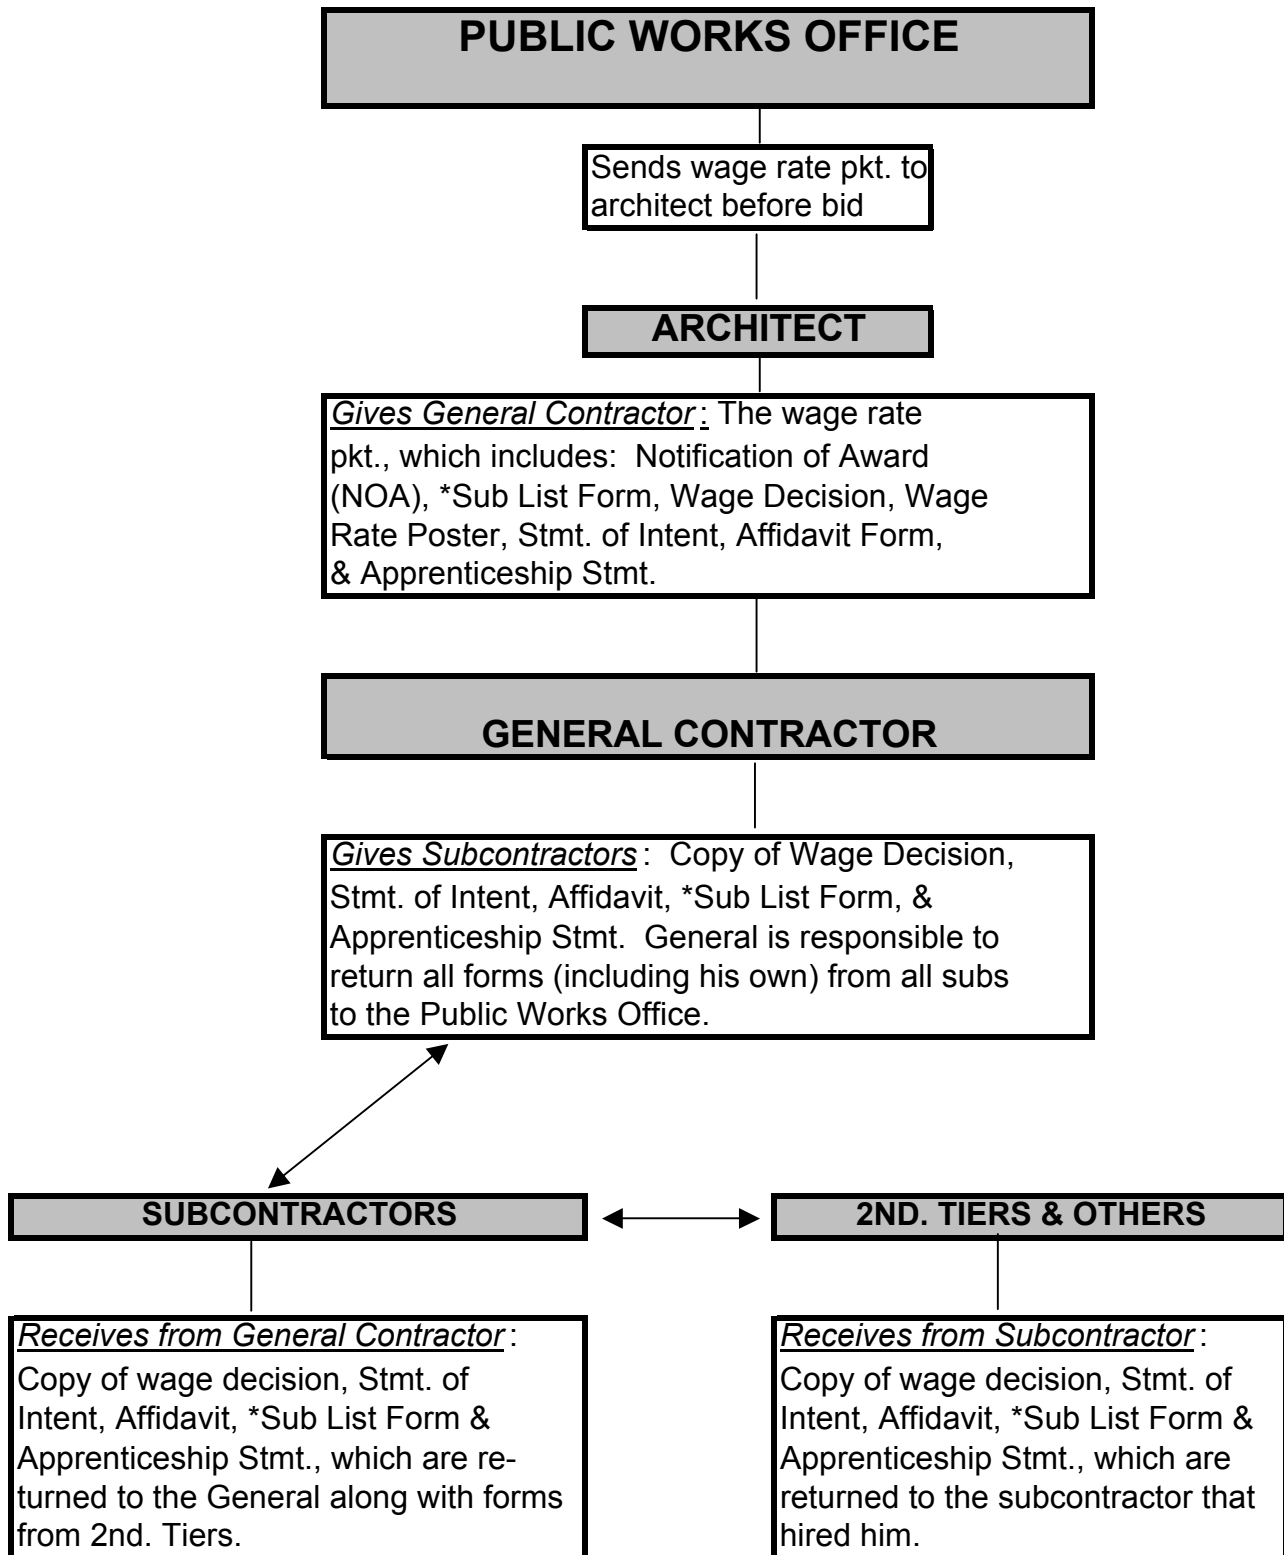 PUBLIC WORKS OFFICE
Sends wage rate pkt. to
architect before bid
ARCHITECT
Gives General Contractor : The wage rate
pkt., which includes:  Notification of Award
(NOA), *Sub List Form, Wage Decision, Wage
Rate Poster, Stmt. of Intent, Affidavit Form,
& Apprenticeship Stmt.
GENERAL CONTRACTOR
Gives Subcontractors :  Copy of Wage Decision,
Stmt. of Intent, Affidavit, *Sub List Form, &
Apprenticeship Stmt.  General is responsible to
return all forms (including his own) from all subs
to the Public Works Office.
SUBCONTRACTORS
Receives from General Contractor :
Copy of wage decision, Stmt. of
Intent, Affidavit, *Sub List Form &
Apprenticeship Stmt., which are re-
turned to the General along with forms
from 2nd. Tiers.
2ND. TIERS & OTHERS
Receives from Subcontractor :
Copy of wage decision, Stmt. of
Intent, Affidavit, *Sub List Form &
Apprenticeship Stmt., which are
returned to the subcontractor that
hired him.